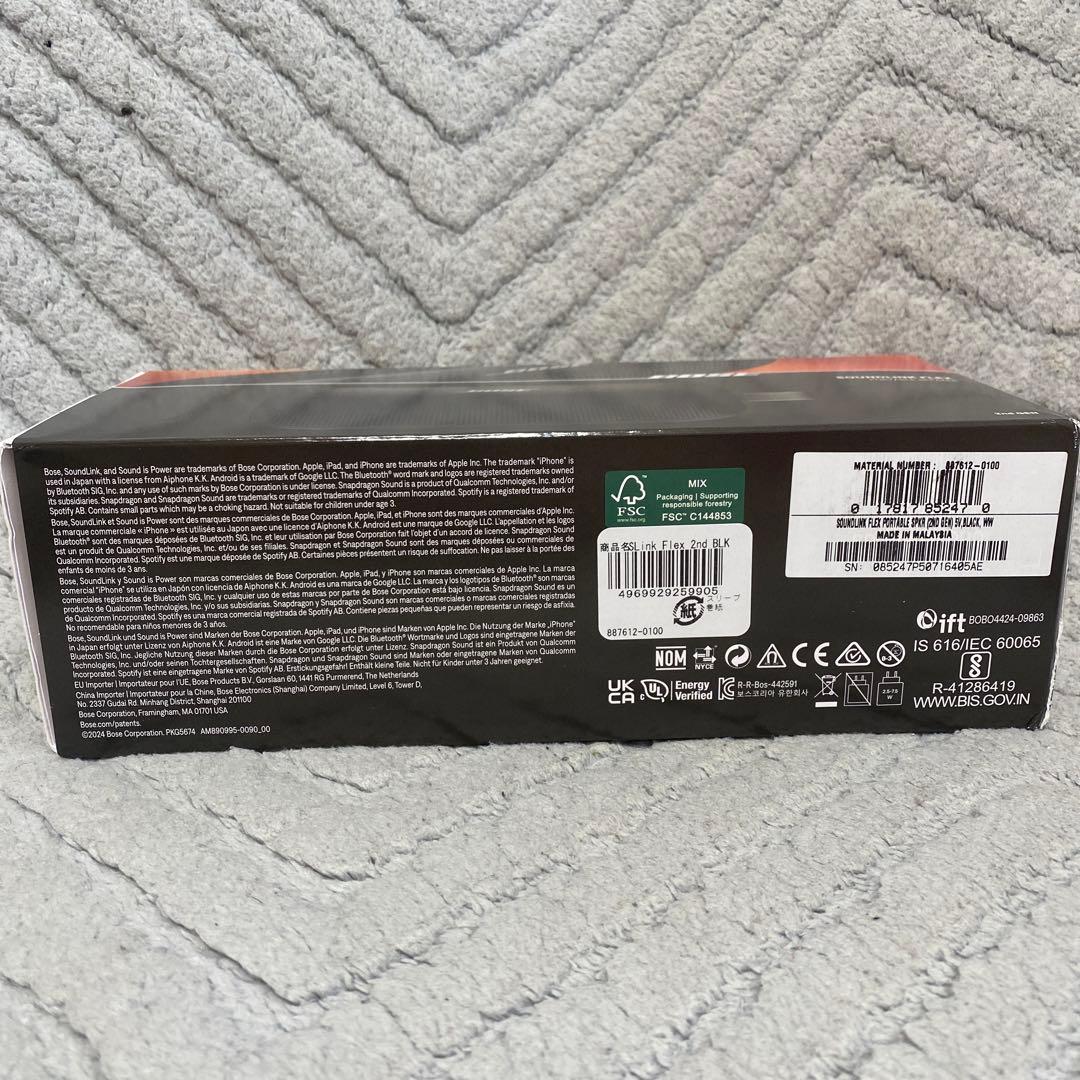 SOUNDLINK FLEX
2nd GEN
Bose, SoundLink, and Sound is Power are trademarks of Bose Corporation. Apple, iPad, and iPhone are trademarks of Apple Inc. The trademark "iPhone" is
used in Japan with a license from Aiphone K.K. Android is a trademark of Google LLC. The Bluetooth® word mark and logos are registered trademarks owned
by Bluetooth SIG, Inc. and any use of such marks by Bose Corporation is under license. Snapdragon Sound is a product of Qualcomm Technologies, Inc. and/or
its subsidiaries. Snapdragon and Snapdragon Sound are trademarks or registered trademarks of Qualcomm Incorporated. Spotify is a registered trademark of
Spotify AB. Contains small parts which may be a choking hazard. Not suitable for children under age 3.
Bose, SoundLink et Sound is Power sont des marques commerciales de Bose Corporation. Apple, iPad, et iPhone sont des marques commerciales d'Apple Inc.
La marque commerciale « iPhone » est utilisée au Japon avec une licence d'Aiphone K.K. Android est une marque de Google LLC. L'appellation et les logos
Bluetooth® sont des marques déposées de Bluetooth SIG, Inc. et leur utilisation par Bose Corporation fait l'objet d'un accord de licence. Snapdragon Sound
est un produit de Qualcomm Technologies, Inc. et/ou de ses filiales. Snapdragon et Snapdragon Sound sont des marques déposées ou commerciales de Qualcomm
Incorporated. Spotify est une marque déposée de Spotify AB. Certaines pièces présentent un risque de suffocation. Ne pas laisser à la portée des
enfants de moins de 3 ans.
Bose, SoundLink y Sound is Power son marcas comerciales de Bose Corporation. Apple, iPad, y iPhone son marcas comerciales de Apple Inc. La marca
comercial "iPhone" se utiliza en Japón con licencia de Aiphone K.K. Android es una marca de Google LLC. La marca y los logotipos de Bluetooth® son marcas
comerciales registradas de Bluetooth SIG, Inc. y cualquier uso de estas marcas por parte de Bose Corporation está bajo licencia. Snapdragon Sound es un producto
de Qualcomm Technologies, Inc. y/o sus subsidiarias. Snapdragon y Snapdragon Sound son marcas comerciales o marcas comerciales registradas
de Qualcomm Incorporated. Spotify es una marca comercial registrada de Spotify AB. Contiene piezas pequeñas que pueden representar un riesgo de asfixia.
No recomendable para niños menores de 3 años.
Bose, SoundLink und Sound is Power sind Marken der Bose Corporation. Apple, iPad, und iPhone sind Marken von Apple Inc. Die Nutzung der Marke „iPhone"
in Japan erfolgt unter Lizenz von Aiphone K.K. Android ist eine Marke von Google LLC. Die Bluetooth® Wortmarke und Logos sind eingetragene Marken der
Bluetooth SIG, Inc. Jegliche Nutzung dieser Marken durch die Bose Corporation erfolgt unter Lizenz. Snapdragon Sound ist ein Produkt von Qualcomm
Technologies, Inc. und/oder seinen Tochtergesellschaften. Snapdragon und Snapdragon Sound sind Marken oder eingetragene Marken von Qualcomm Incorporated.
Spotify ist eine eingetragene Marke von Spotify AB. Erstickungsgefahr! Enthält kleine Teile. Nicht für Kinder unter 3 Jahren geeignet.
EU Importer | Importateur pour l'UE, Bose Products B.V., Gorslaan 60, 1441 RG Purmerend, The Netherlands
China Importer | Importateur pour la Chine, Bose Electronics (Shanghai) Company Limited, Level 6, Tower D,
No. 2337 Gudai Rd. Minhang District, Shanghai 201100
Bose Corporation, Framingham, MA 01701 USA
Bose.com/patents.
©2024 Bose Corporation. PKG5674 AM890995-0090_00
FSC
www.fsc.org
MIX
Packaging | Supporting
responsible forestry
FSC™ C144853
商品名SLink Flex 2nd BLK
4969929259905
紙
スリーブ
巻紙
887612-0100
MATERIAL NUMBER: 887612-0100
0 17817 85247 0
SOUNDLINK FLEX PORTABLE SPKR (2ND GEN) 5V,BLACK, WW
MADE IN MALAYSIA
SN: 085247P50716405AE
ift BOBO4424-09863
IS 616/IEC 60065
R-41286419
WWW.BIS.GOV.IN
NOM
NYCE
CE
0-3
UK
CA
c UL US
Energy
Verified
R-R-Bos-442591
보스코리아 유한회사
2.5-7.5
W